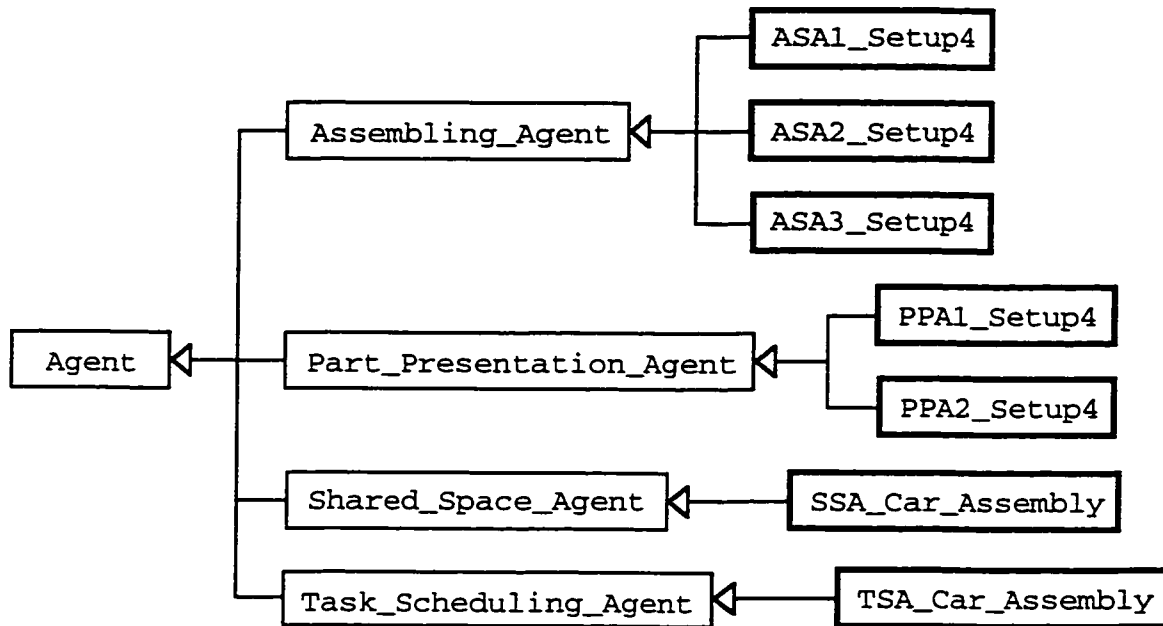 ASA1_Setup4
Assembling_Agent
ASA2_Setup4
ASA3_Setup4
PPA1_Setup4
Agent
Part_Presentation_Agent
PPA2_Setup4
Shared_Space_Agent
SSA_Car_Assembly
Task_Scheduling_Agent
TSA_Car_Assembly